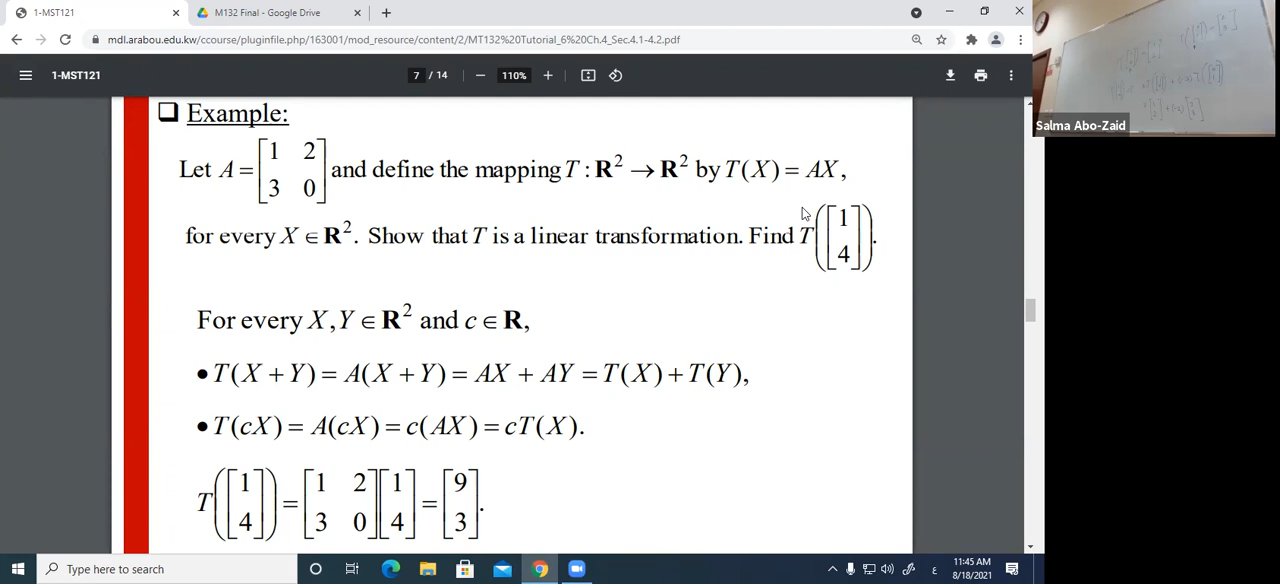 1-MST121
M132 Final - Google Drive
mdl.arabou.edu.kw/ccourse/pluginfile.php/163001/mod_resource/content/2/MT132%20Tutorial_6%20Ch.4_Sec.4.1-4.2.pdf
1-MST121
7 / 14
110%
Salma Abo-Zaid
Example:
Let A = [1 2; 3 0] and define the mapping T : R² → R² by T(X) = AX,
for every X ∈ R². Show that T is a linear transformation. Find T([1; 4]).
For every X, Y ∈ R² and c ∈ R,
• T(X + Y) = A(X + Y) = AX + AY = T(X) + T(Y),
• T(cX) = A(cX) = c(AX) = cT(X).
T([1; 4]) = [1 2; 3 0][1; 4] = [9; 3].
Type here to search
ع
11:45 AM
8/18/2021